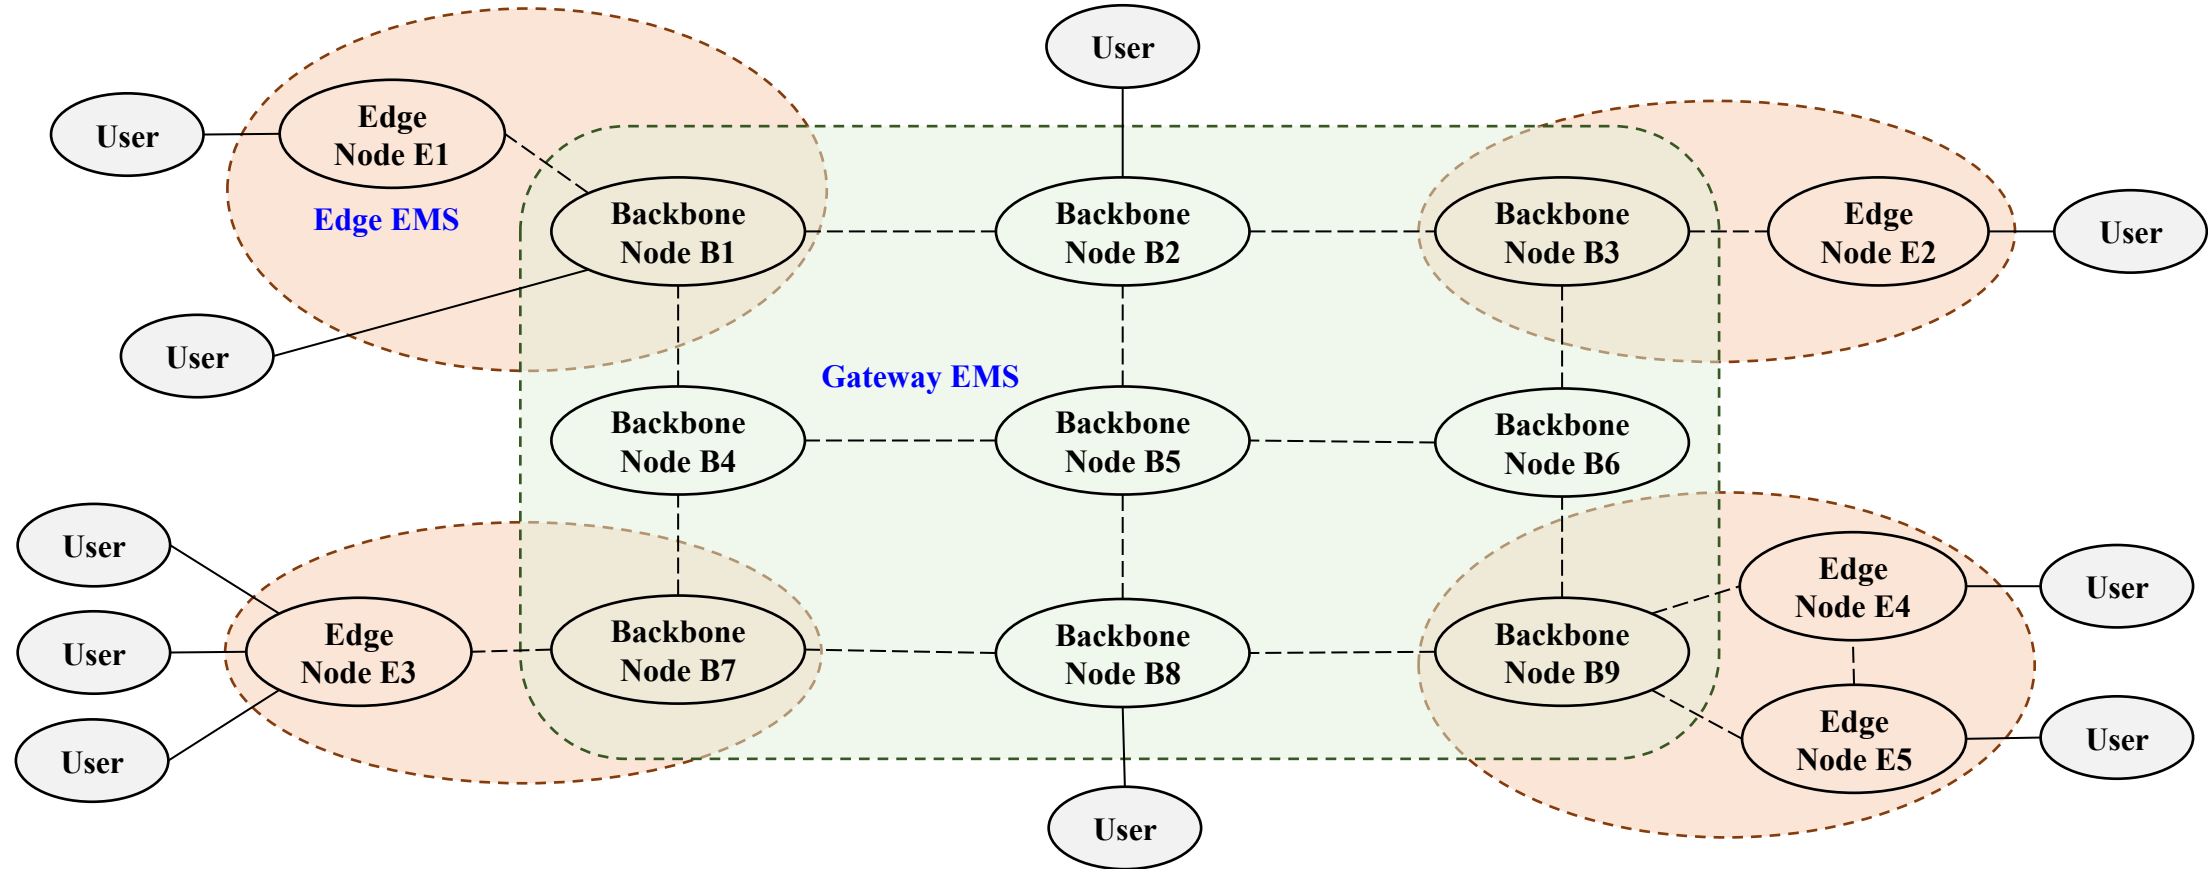 User
User
Edge
Node E1
Edge EMS
Backbone
Node B1
Backbone
Node B2
Backbone
Node B3
Edge
Node E2
User
User
User
Gateway EMS
Backbone
Node B4
Backbone
Node B5
Backbone
Node B6
User
User
User
Edge
Node E3
Backbone
Node B7
Backbone
Node B8
Backbone
Node B9
Edge
Node E4
User
Edge
Node E5
User
User